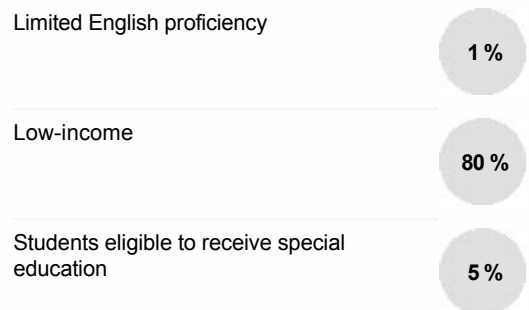 Limited English proficiency
1 %
Low-income
80 %
Students eligible to receive special
education
5 %